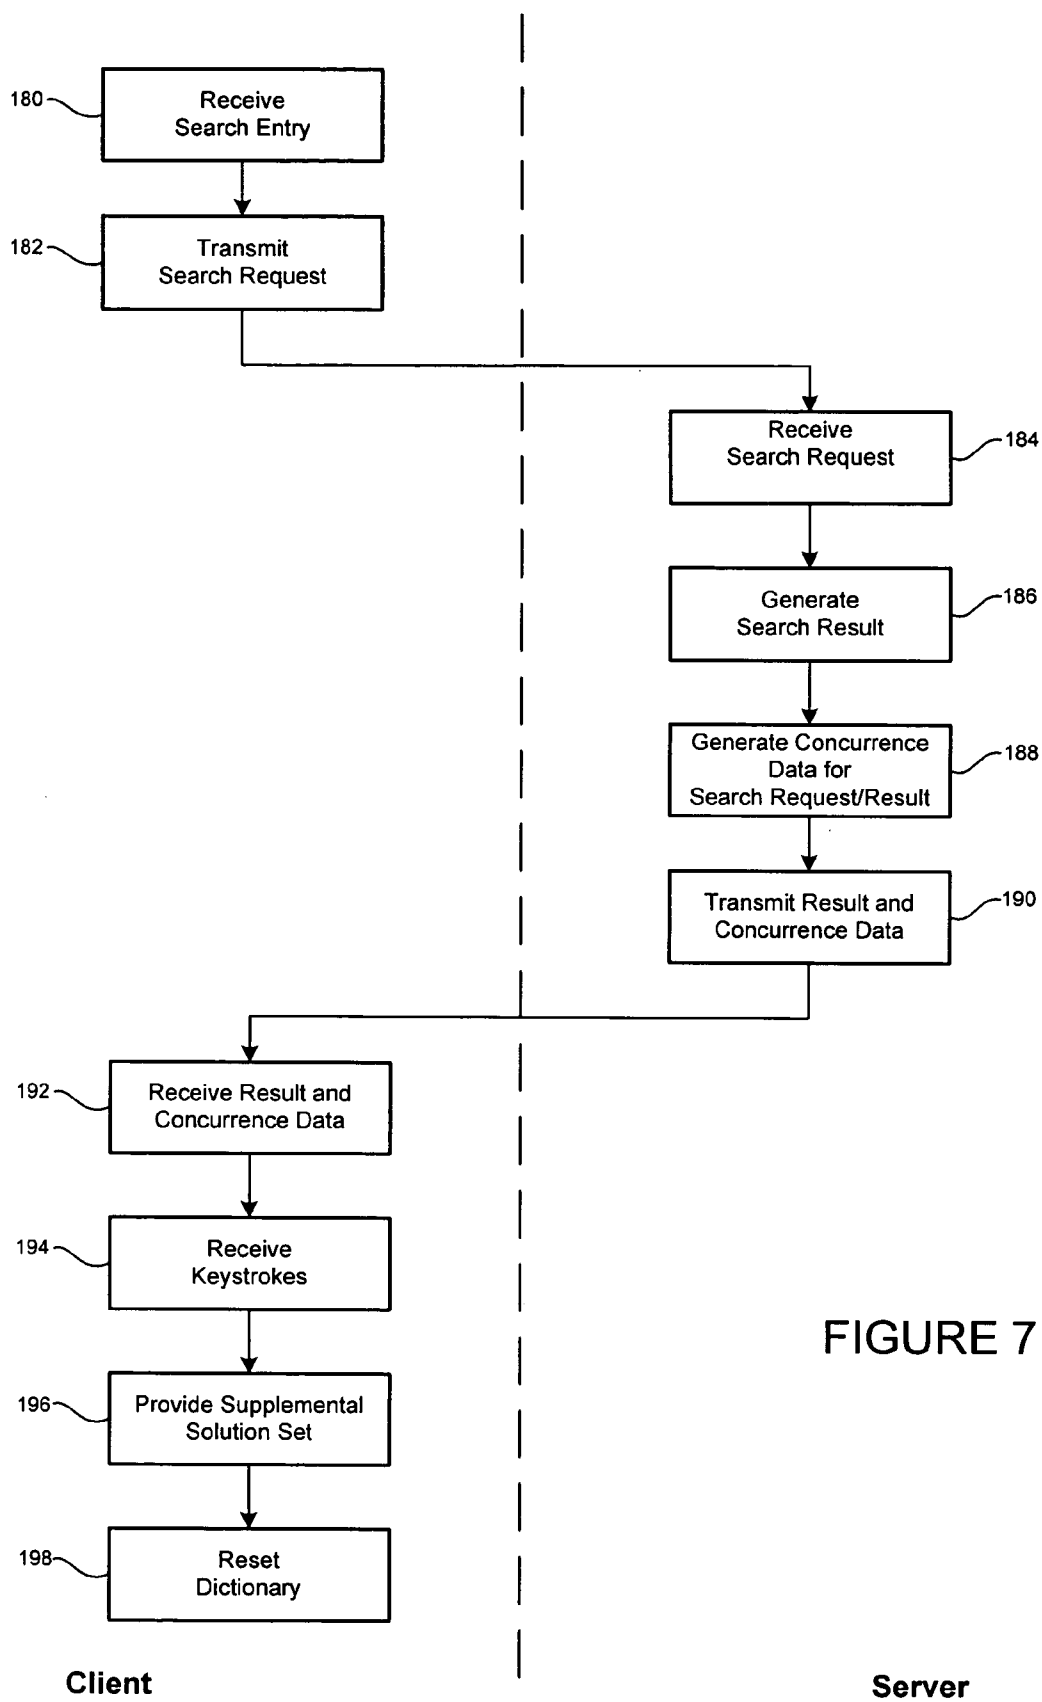 180
Receive
Search Entry
182
Transmit
Search Request
Receive
Search Request
184
Generate
Search Result
186
Generate Concurrence
Data for
Search Request/Result
188
Transmit Result and
Concurrence Data
190
192
Receive Result and
Concurrence Data
194
Receive
Keystrokes
FIGURE 7
196
Provide Supplemental
Solution Set
198
Reset
Dictionary
Client
Server